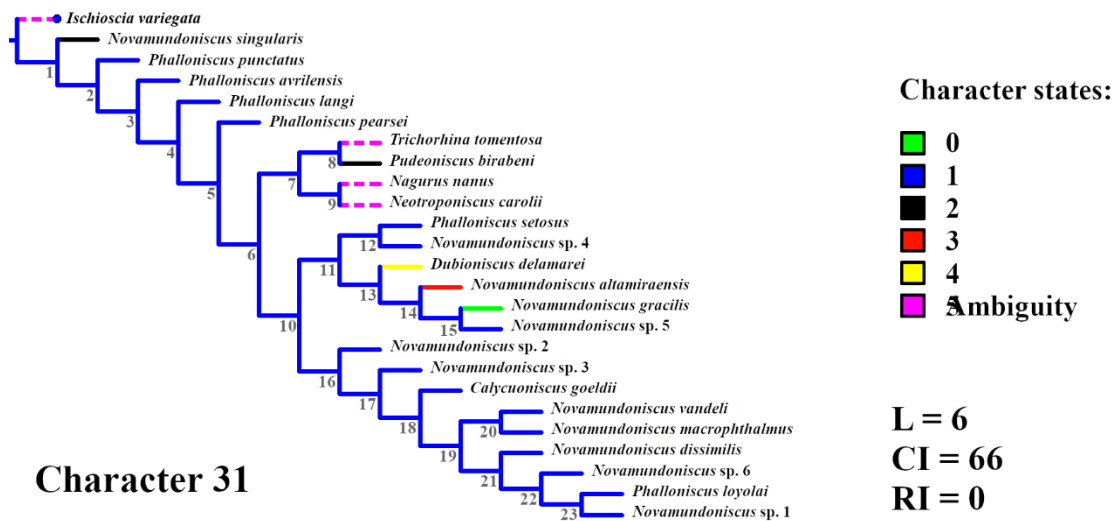 Ischioscia variegata
Novamundoniscus singularis
1
Phalloniscus punctatus
2
Phalloniscus avrilensis
3
Phalloniscus langi
4
Phalloniscus pearsei
5
Trichorhina tomentosa
8
Pudeoniscus birabeni
7
Nagurus nanus
9
Neotroponiscus carolii
6
Phalloniscus setosus
12
Novamundoniscus sp. 4
11
Dubioniscus delamarei
13
Novamundoniscus altamiraensis
14
Novamundoniscus gracilis
15
Novamundoniscus sp. 5
10
Novamundoniscus sp. 2
16
Novamundoniscus sp. 3
17
Calycuoniscus goeldii
18
Novamundoniscus vandeli
20
Novamundoniscus macrophthalmus
19
Novamundoniscus dissimilis
21
Novamundoniscus sp. 6
22
Phalloniscus loyolai
23
Novamundoniscus sp. 1
Character states:
0
1
2
3
4
5 Ambiguity
L = 6
CI = 66
RI = 0
Character 31